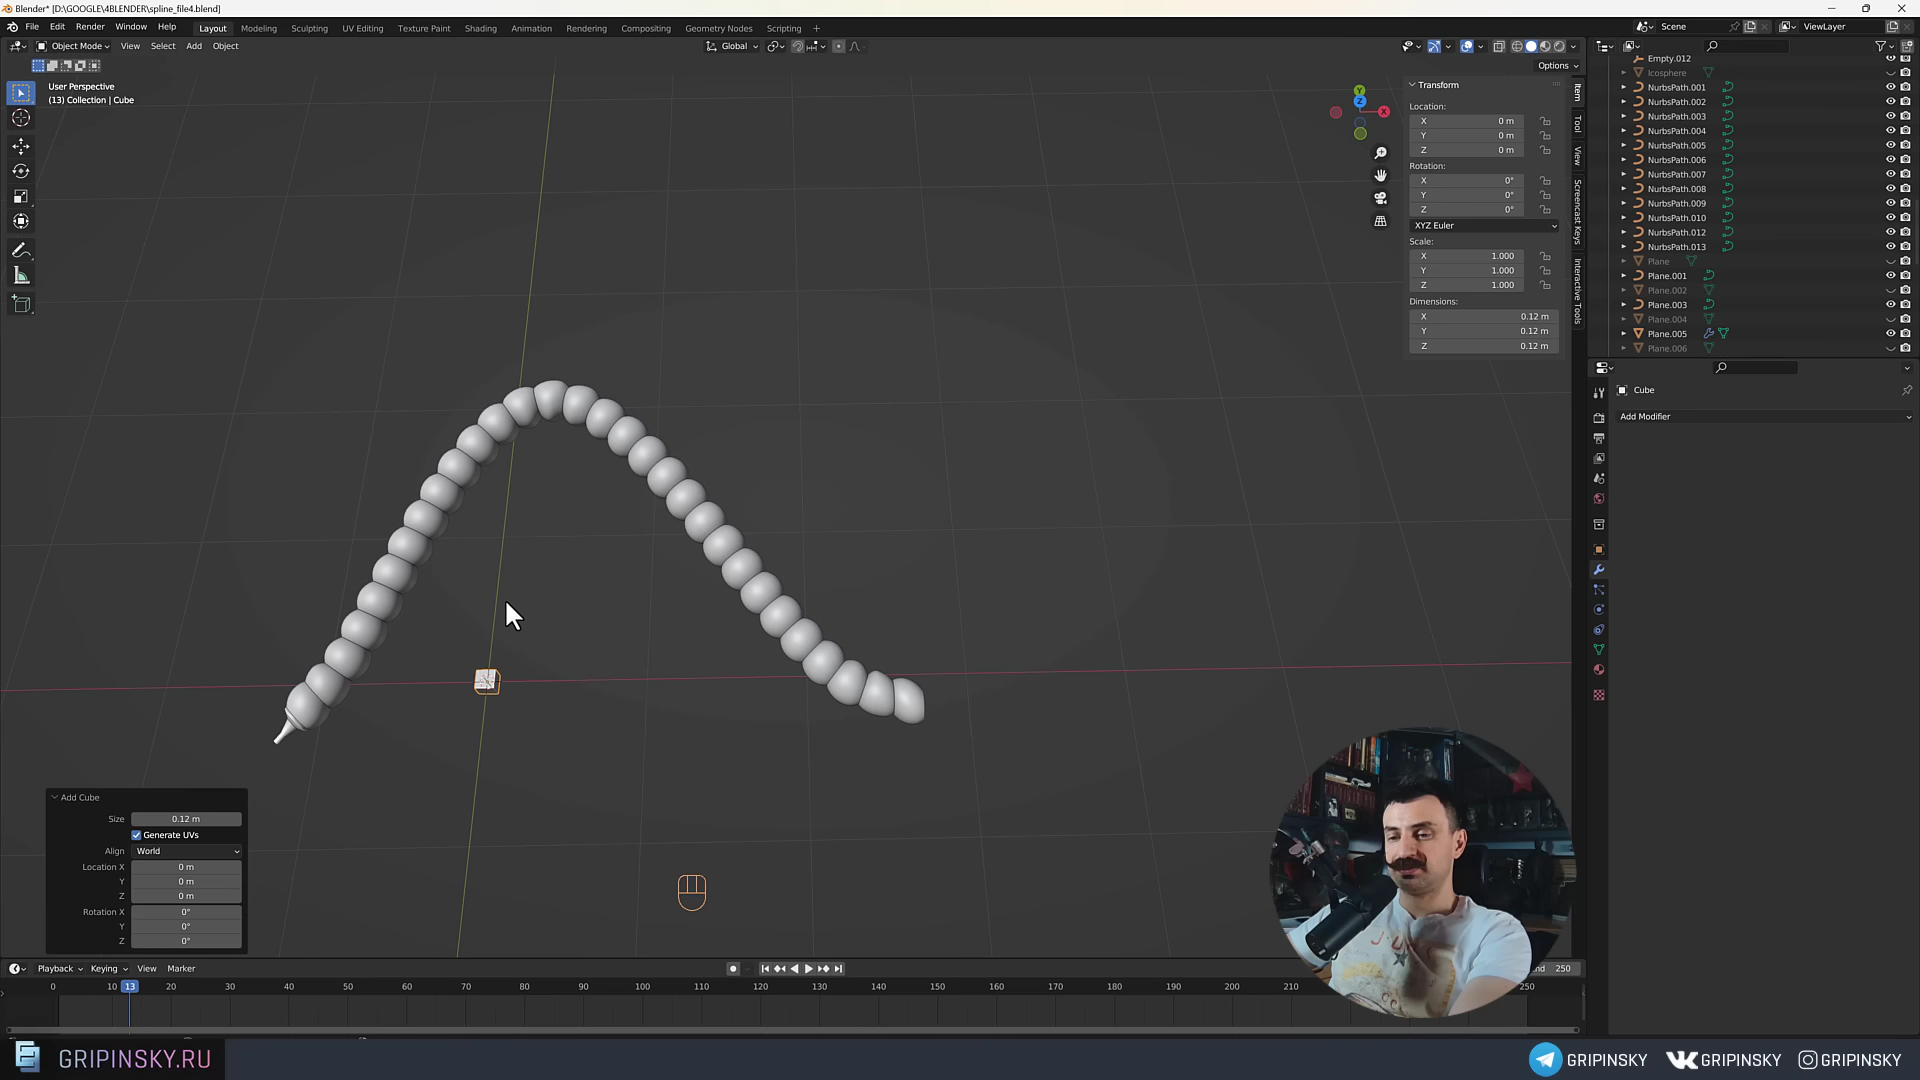 Blender* [D:\GOOGLE\4BLENDER\spline_file4.blend]
File Edit Render Window Help Layout Modeling Sculpting UV Editing Texture Paint Shading Animation Rendering Compositing Geometry Nodes Scripting + Scene ViewLayer
Object Mode View Select Add Object Global
Options
User Perspective
(13) Collection | Cube
Transform
Location:
X 0 m
Y 0 m
Z 0 m
Rotation:
X 0°
Y 0°
Z 0°
XYZ Euler
Scale:
X 1.000
Y 1.000
Z 1.000
Dimensions:
X 0.12 m
Y 0.12 m
Z 0.12 m
Item
Tool
View
Screencast Keys
Interactive Tools
Y
Z
X
Empty.012
Icosphere
NurbsPath.001
NurbsPath.002
NurbsPath.003
NurbsPath.004
NurbsPath.005
NurbsPath.006
NurbsPath.007
NurbsPath.008
NurbsPath.009
NurbsPath.010
NurbsPath.012
NurbsPath.013
Plane
Plane.001
Plane.002
Plane.003
Plane.004
Plane.005
Plane.006
Cube
Add Modifier
Add Cube
Size 0.12 m
Generate UVs
Align World
Location X 0 m
Y 0 m
Z 0 m
Rotation X 0°
Y 0°
Z 0°
Playback Keying View Marker
nd 250
0 10 13 20 30 40 50 60 70 80 90 100 110 120 130 140 150 160 170 180 190 200 210 250
GRIPINSKY.RU
GRIPINSKY GRIPINSKY GRIPINSKY